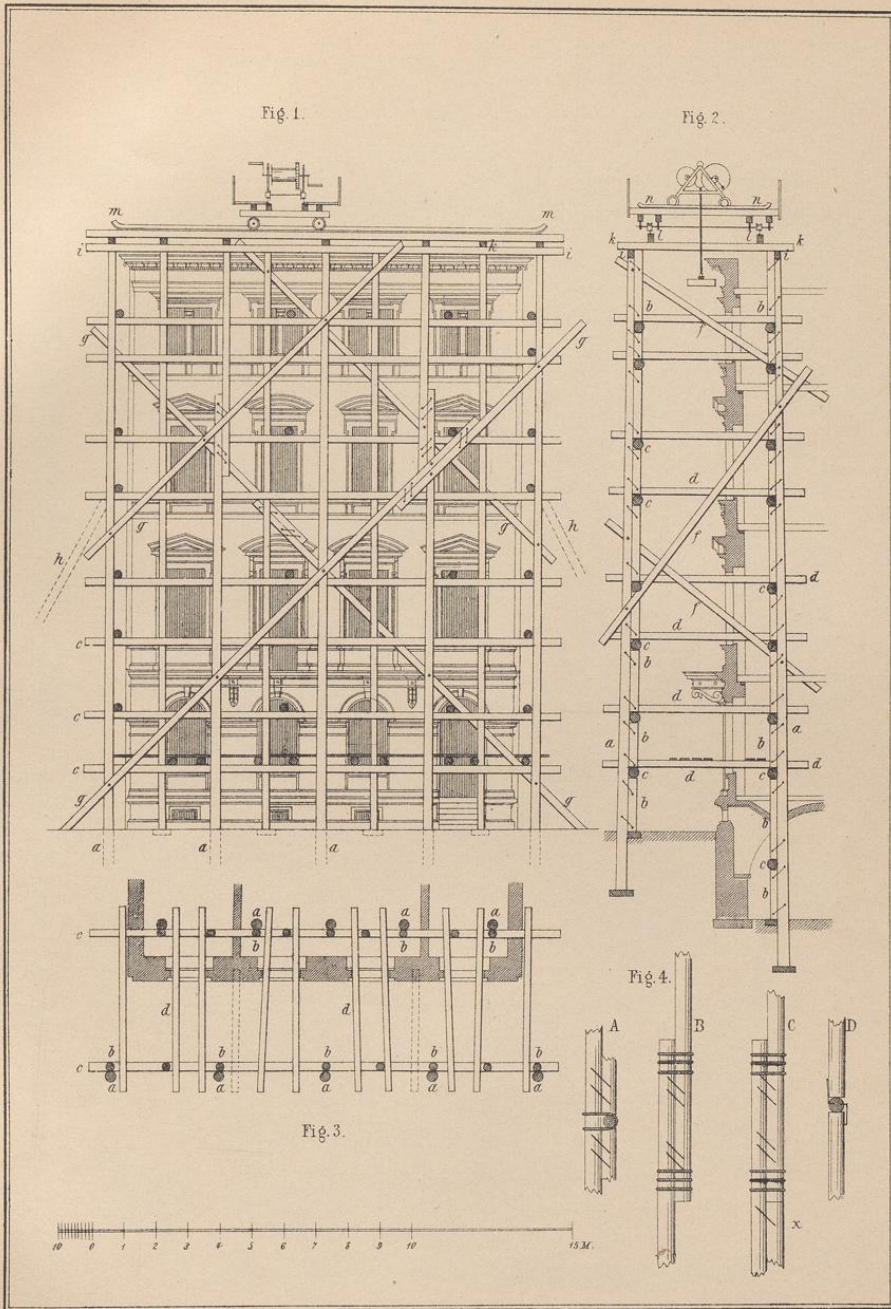 Fig. 1.
Fig. 2.
m m
n n
k l l k
i k i
i i
b b
g g
f
c
c d
h g g h
f
d c d
f
c c
d c
b
d
c a
a b b
c d c d
g g b
b
c
a a a b
a a a
c b b b
d d
b b b b b
c
a a a a a
Fig. 3.
Fig. 4.
A B C D
x
10 0 1 2 3 4 5 6 7 8 9 10 15 M.